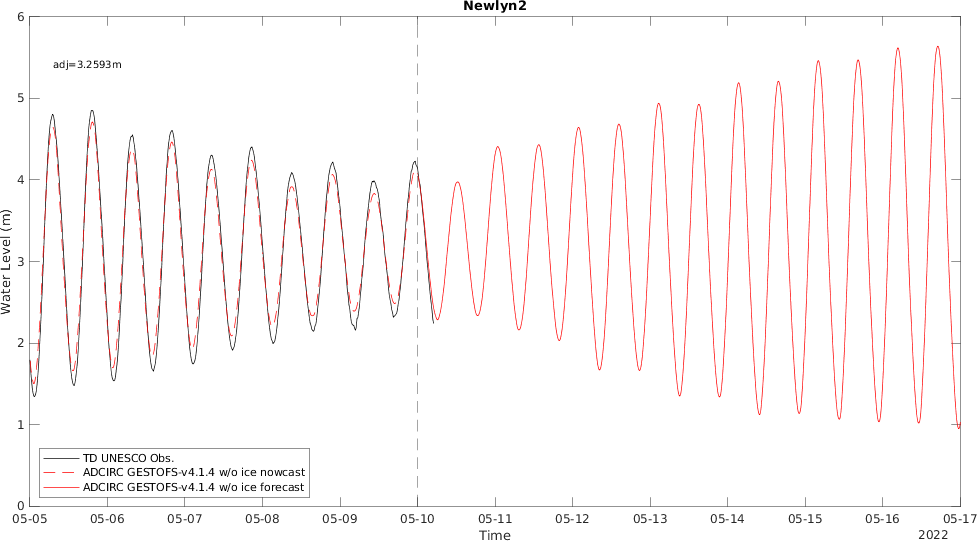 Newlyn2
adj=3.2593m
Water Level (m)
6
5
4
3
2
1
0
TD UNESCO Obs.
ADCIRC GESTOFS-v4.1.4 w/o ice nowcast
ADCIRC GESTOFS-v4.1.4 w/o ice forecast
05-05 05-06 05-07 05-08 05-09 05-10 05-11 05-12 05-13 05-14 05-15 05-16 05-17
Time
2022